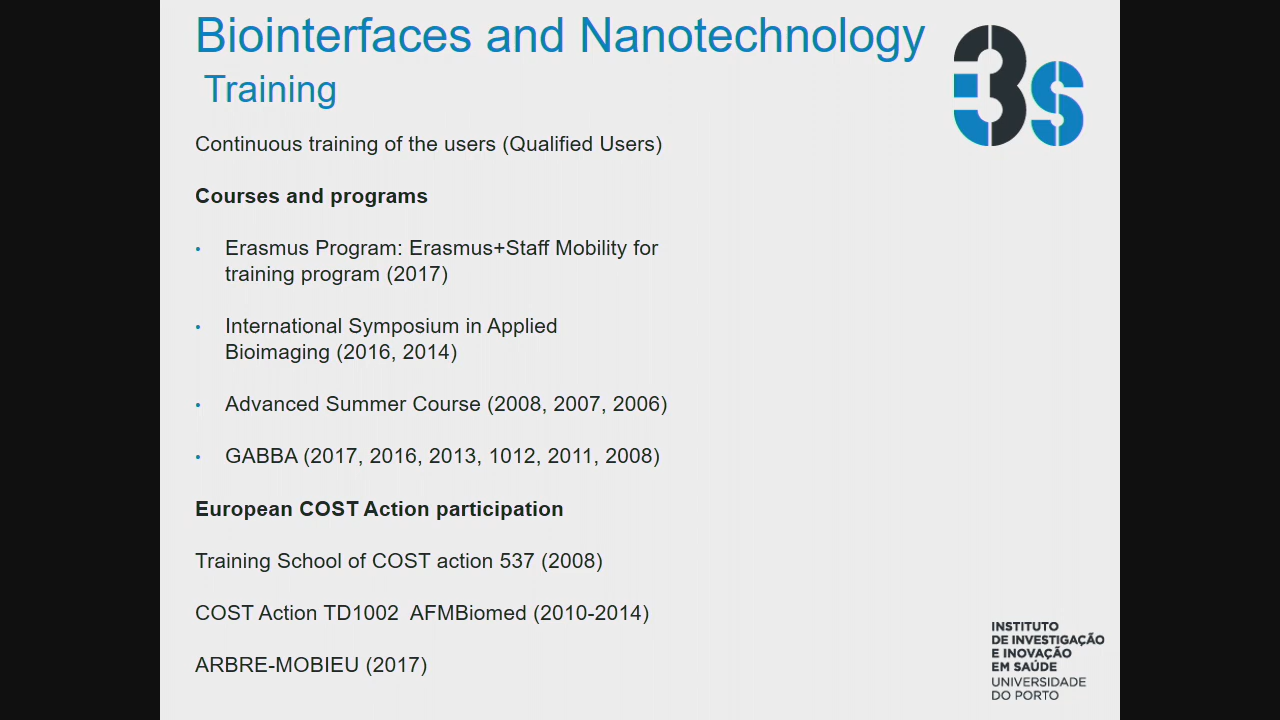 Biointerfaces and Nanotechnology
Training
3s
Continuous training of the users (Qualified Users)
Courses and programs
• Erasmus Program: Erasmus+Staff Mobility for
training program (2017)
• International Symposium in Applied
Bioimaging (2016, 2014)
• Advanced Summer Course (2008, 2007, 2006)
• GABBA (2017, 2016, 2013, 1012, 2011, 2008)
European COST Action participation
Training School of COST action 537 (2008)
COST Action TD1002  AFMBiomed (2010-2014)
ARBRE-MOBIEU (2017)
INSTITUTO
DE INVESTIGAÇÃO
E INOVAÇÃO
EM SAÚDE
UNIVERSIDADE
DO PORTO